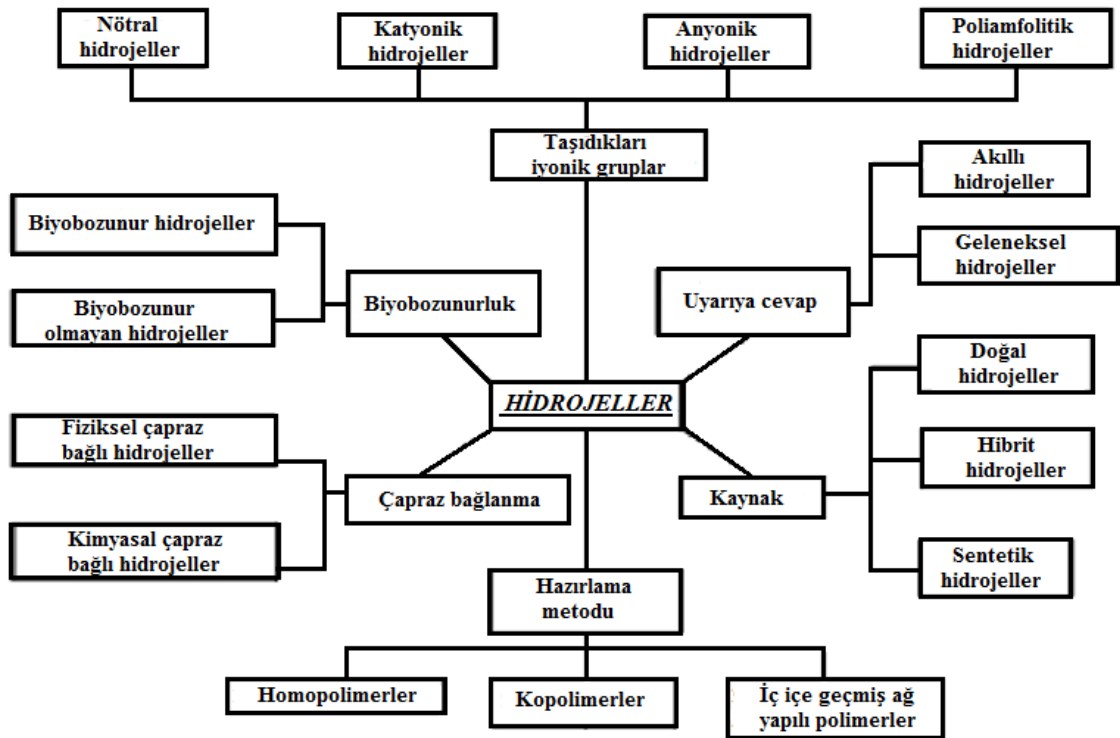 Nötral
hidrojeller
Katyonik
hidrojeller
Anyonik
hidrojeller
Poliamfolitik
hidrojeller
Taşıdıkları
iyonik gruplar
Akıllı
hidrojeller
Biyobozunur hidrojeller
Geleneksel
hidrojeller
Biyobozunurluk
Uyarıya cevap
Biyobozunur
olmayan hidrojeller
Doğal
hidrojeller
HİDROJELLER
Fiziksel çapraz
bağlı hidrojeller
Hibrit
hidrojeller
Çapraz bağlanma
Kaynak
Kimyasal çapraz
bağlı hidrojeller
Sentetik
hidrojeller
Hazırlama
metodu
Homopolimerler
Kopolimerler
İç içe geçmiş ağ
yapılı polimerler